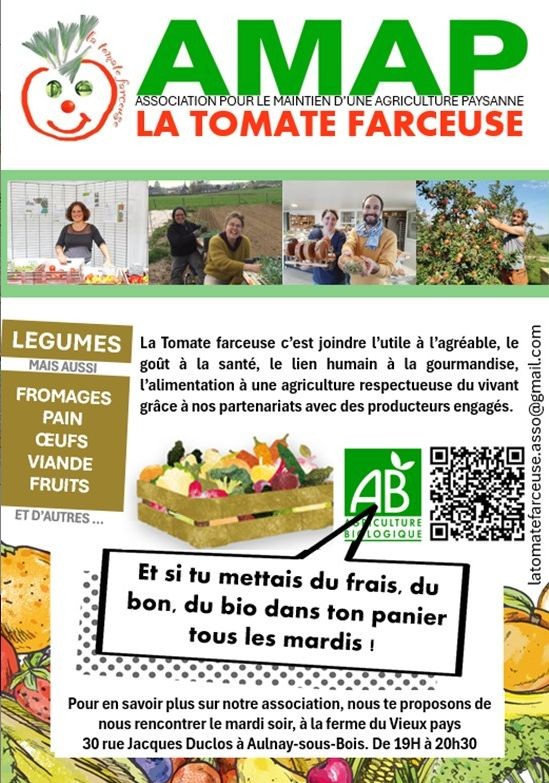 la tomate farceuse
AMAP
ASSOCIATION POUR LE MAINTIEN D'UNE AGRICULTURE PAYSANNE
LA TOMATE FARCEUSE
LEGUMES
MAIS AUSSI
FROMAGES
PAIN
ŒUFS
VIANDE
FRUITS
ET D'AUTRES ...
La Tomate farceuse c'est joindre l'utile à l'agréable, le
goût à la santé, le lien humain à la gourmandise,
l'alimentation à une agriculture respectueuse du vivant
grâce à nos partenariats avec des producteurs engagés.
latomatefarceuse.asso@gmail.com
AB
AGRICULTURE
BIOLOGIQUE
Et si tu mettais du frais, du
bon, du bio dans ton panier
tous les mardis !
Pour en savoir plus sur notre association, nous te proposons de
nous rencontrer le mardi soir, à la ferme du Vieux pays
30 rue Jacques Duclos à Aulnay-sous-Bois. De 19H à 20h30